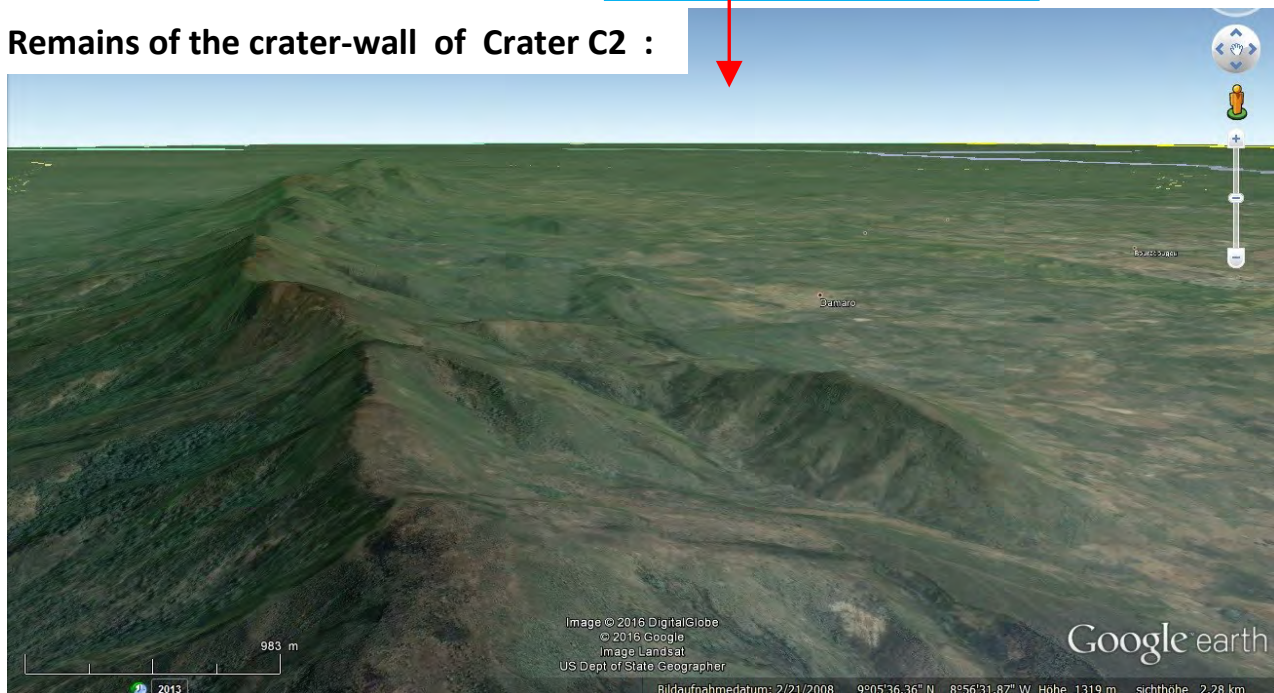 Remains of the crater-wall of Crater C2 :
Damaro
983 m
Image © 2016 DigitalGlobe
© 2016 Google
Image Landsat
US Dept of State Geographer
Google earth
2013
Bildaufnahmedatum: 2/21/2008 9°05'36.36" N 8°56'31.87" W Höhe 1319 m sichthöhe 2.28 km